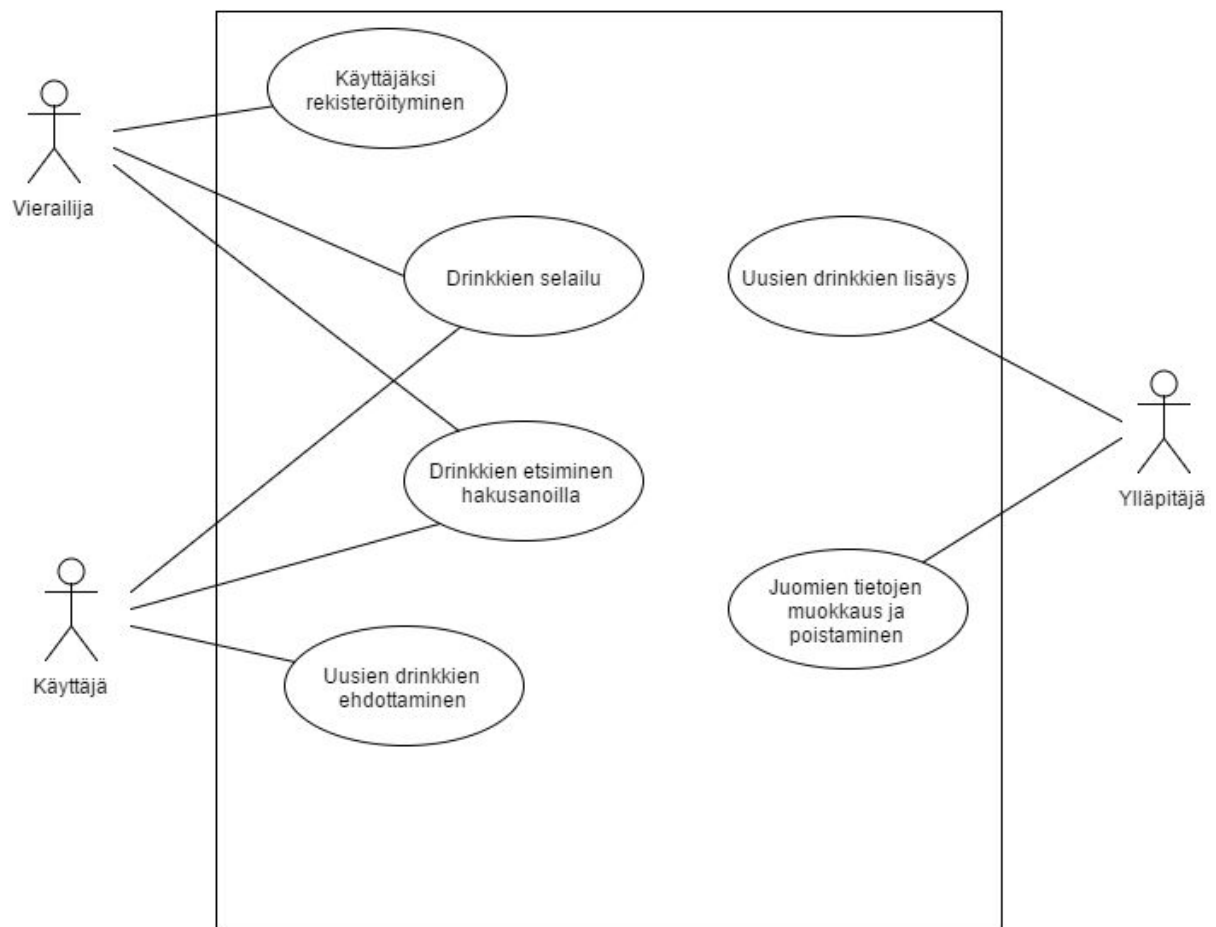 Käyttäjäksi
rekisteröityminen
Vierailija
Drinkkien selailu
Uusien drinkkien lisäys
Drinkkien etsiminen
hakusanoilla
Ylläpitäjä
Juomien tietojen
muokkaus ja
poistaminen
Käyttäjä
Uusien drinkkien
ehdottaminen